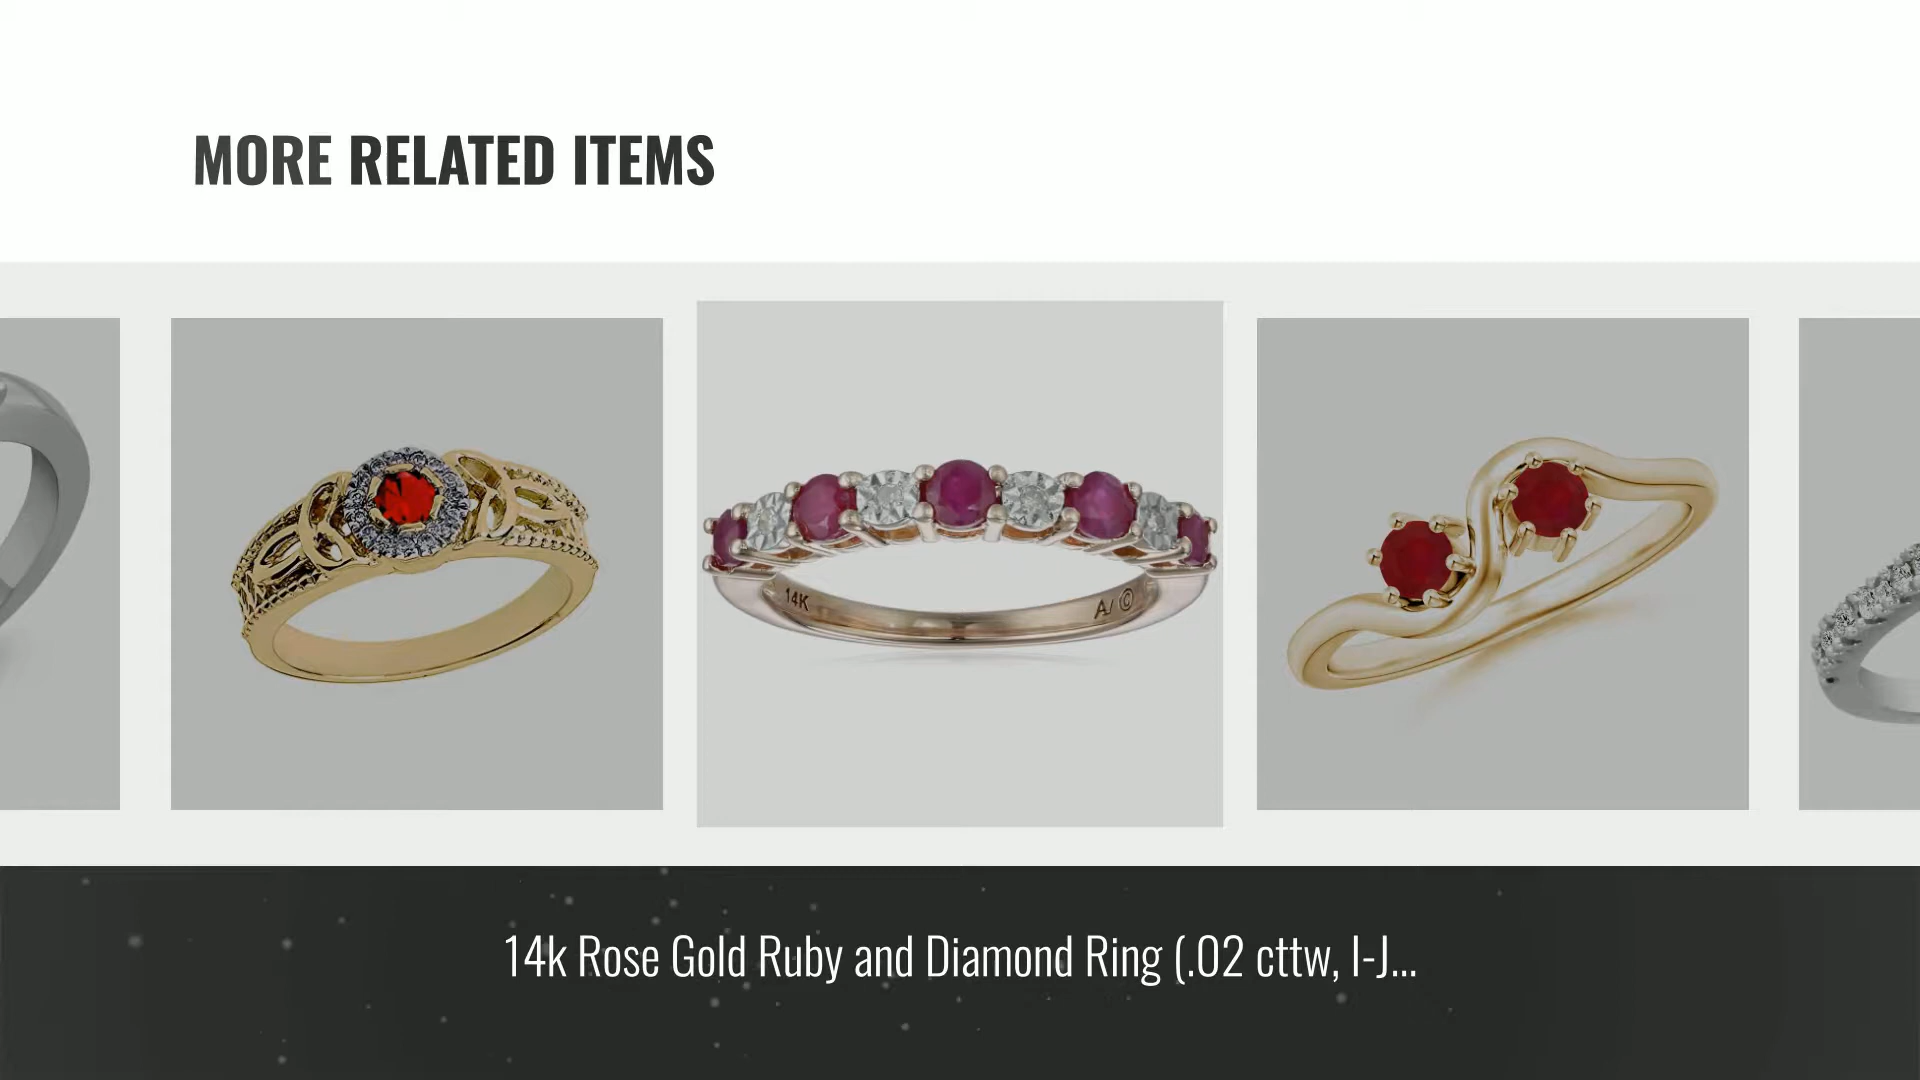 MORE RELATED ITEMS
14K
A/ ©
14k Rose Gold Ruby and Diamond Ring (.02 cttw, I-J...